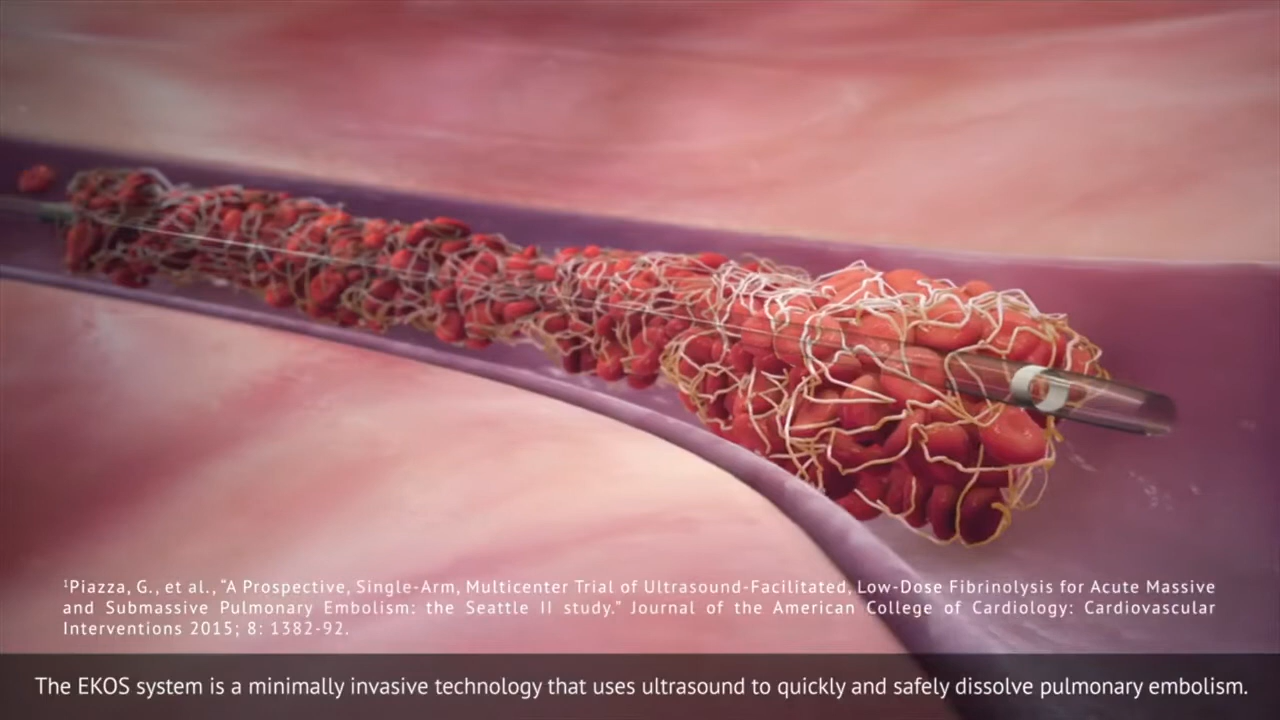 ¹Piazza, G., et al., “A Prospective, Single-Arm, Multicenter Trial of Ultrasound-Facilitated, Low-Dose Fibrinolysis for Acute Massive
and Submassive Pulmonary Embolism: the Seattle II study.” Journal of the American College of Cardiology: Cardiovascular
Interventions 2015; 8: 1382-92.
The EKOS system is a minimally invasive technology that uses ultrasound to quickly and safely dissolve pulmonary embolism.